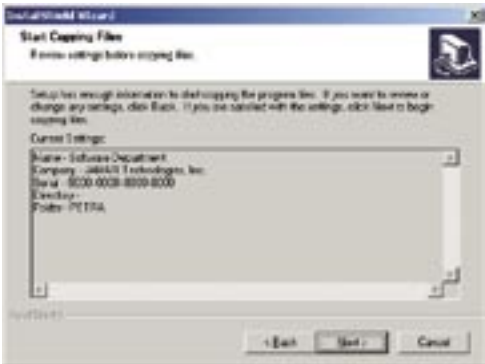 InstallShield Wizard
Start Copying Files
Review settings before copying files.
Setup has enough information to start copying the program files. If you want to review or
change any settings, click Back. If you are satisfied with the settings, click Next to begin
copying files.
Current Settings:
Name - Software Department
Company - JAMAR Technologies, Inc.
Serial - 0000-0000-0000-0000
Directory -
Folder - PETRA
InstallShield
< Back
Next >
Cancel